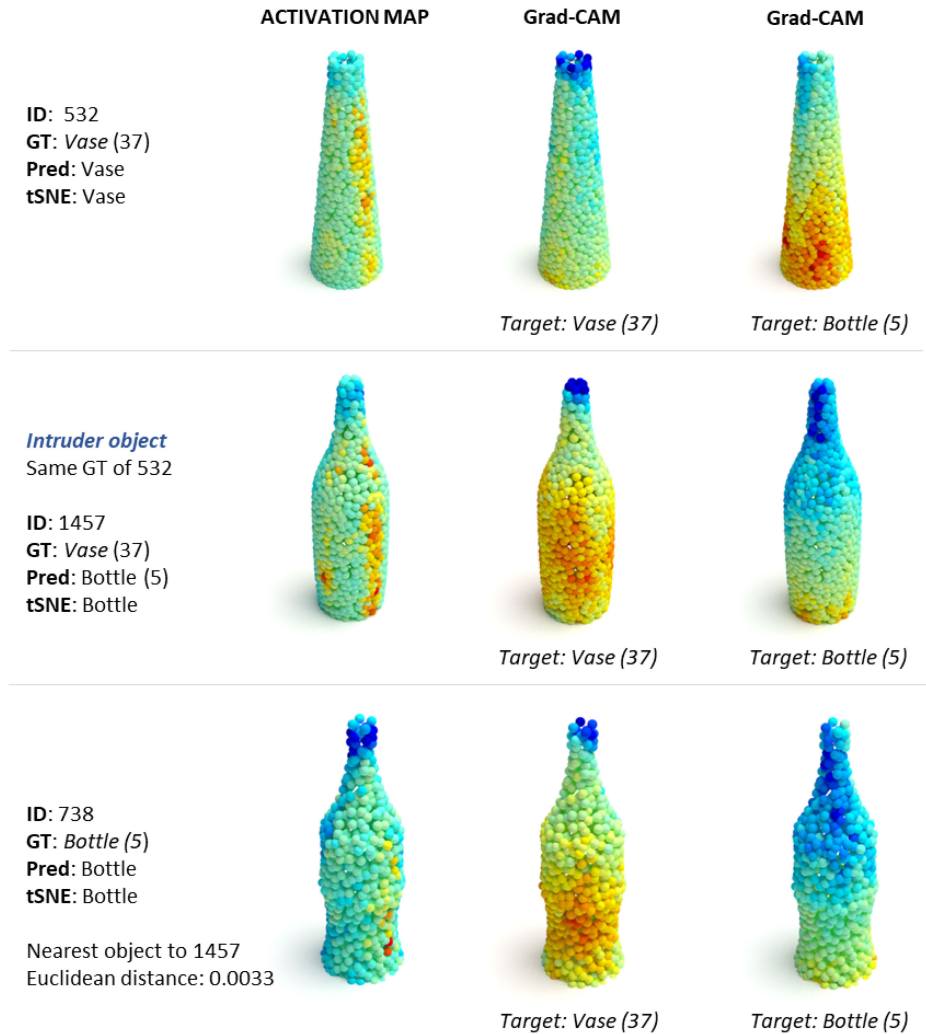 ACTIVATION MAP
Grad-CAM
Grad-CAM
ID: 532
GT: Vase (37)
Pred: Vase
tSNE: Vase
Target: Vase (37)
Target: Bottle (5)
Intruder object
Same GT of 532
ID: 1457
GT: Vase (37)
Pred: Bottle (5)
tSNE: Bottle
Target: Vase (37)
Target: Bottle (5)
ID: 738
GT: Bottle (5)
Pred: Bottle
tSNE: Bottle
Nearest object to 1457
Euclidean distance: 0.0033
Target: Vase (37)
Target: Bottle (5)